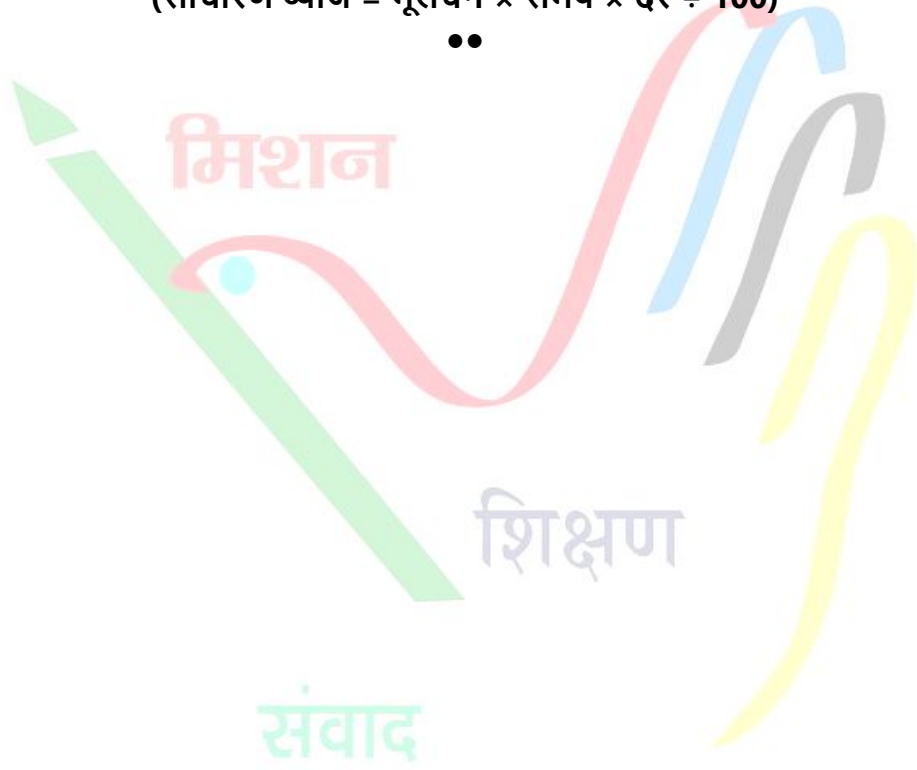 (साधारण ब्याज = मूलधन × समय × दर ÷ 100)
••
मिशन
शिक्षण
संवाद